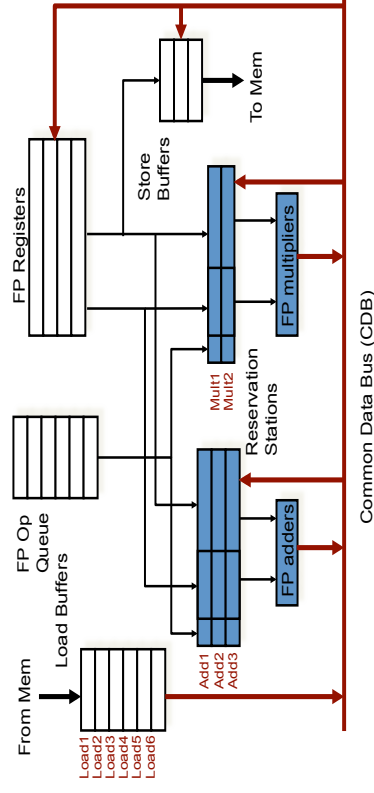 From Mem
Load Buffers
Load1
Load2
Load3
Load4
Load5
Load6
FP Op
Queue
FP Registers
Store
Buffers
To Mem
Add1
Add2
Add3
Mult1
Mult2
Reservation
Stations
FP adders
FP multipliers
Common Data Bus (CDB)